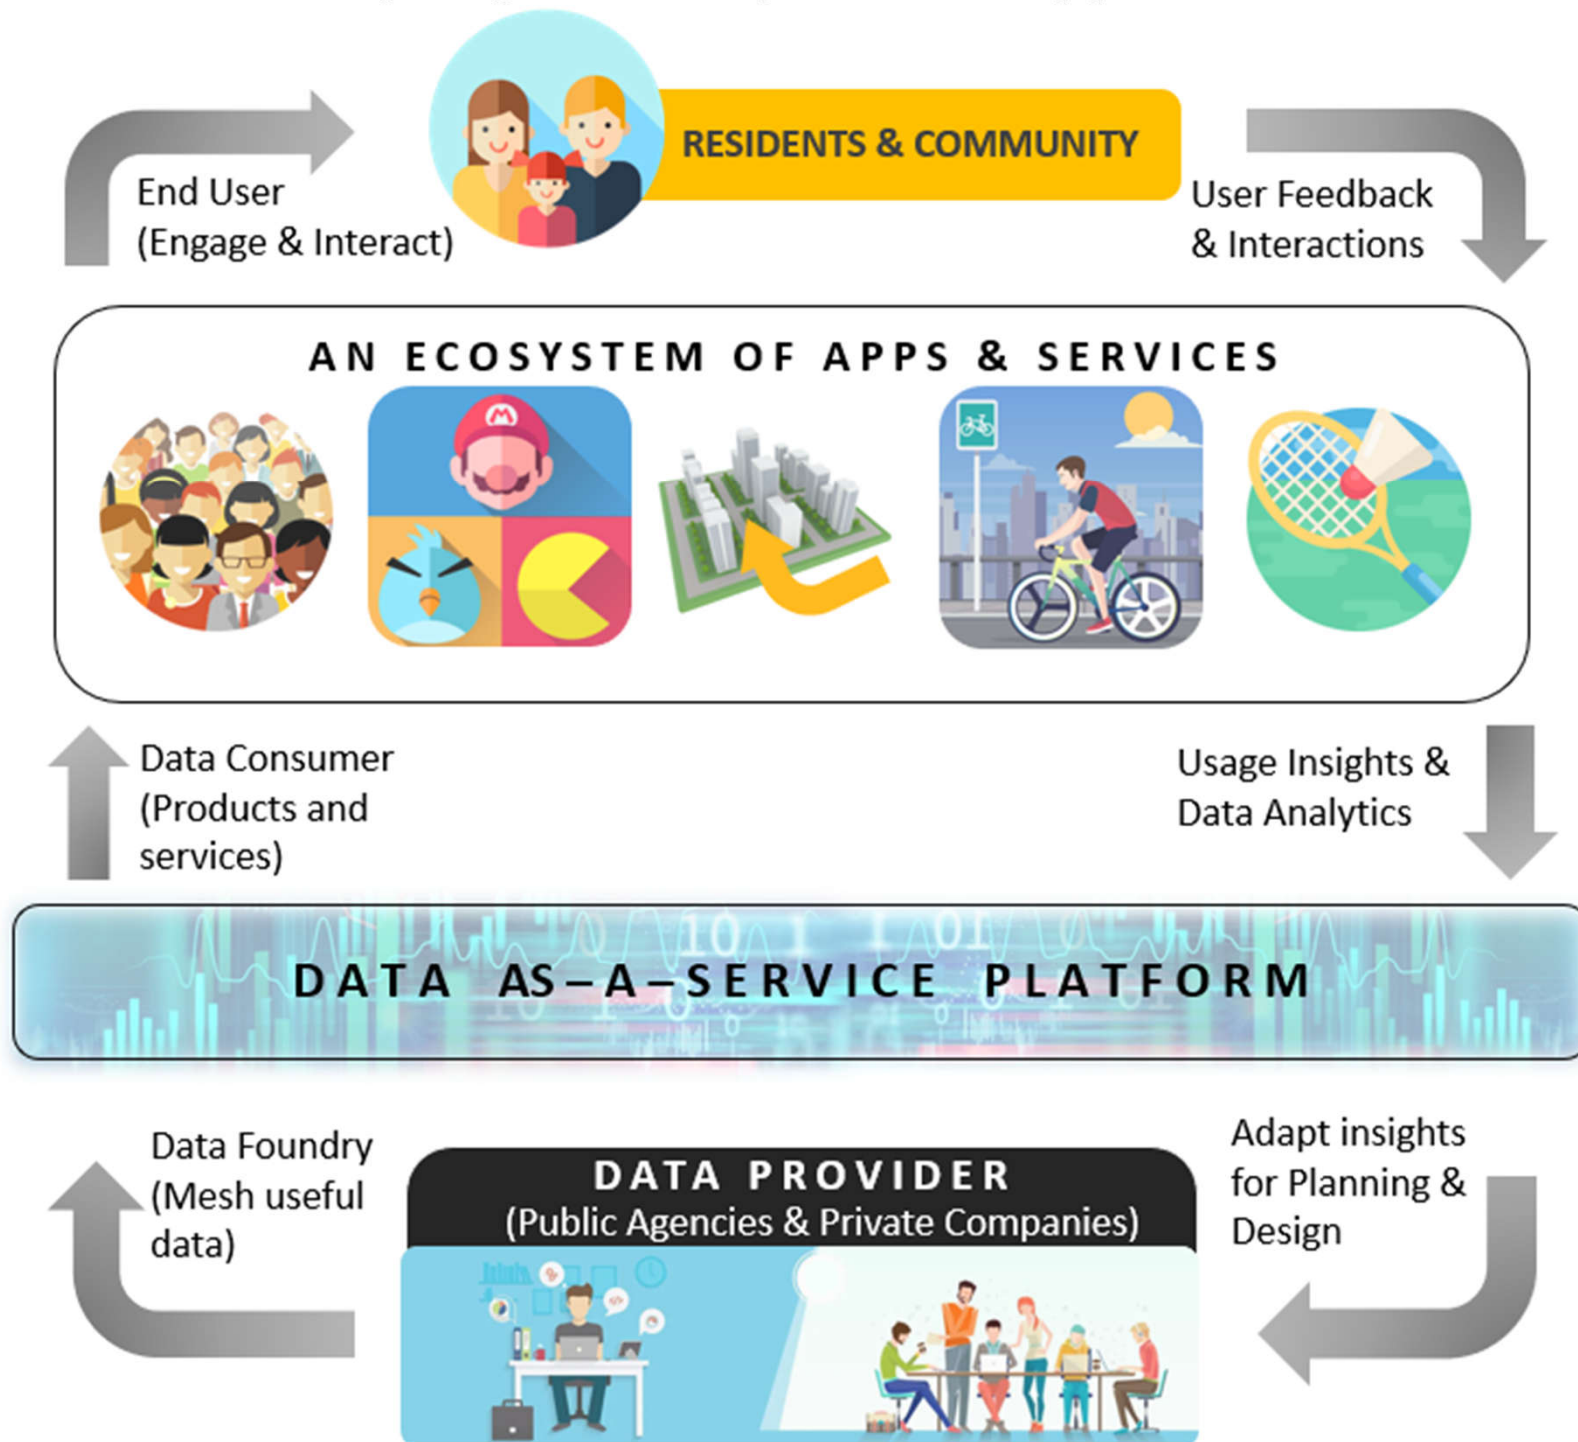 RESIDENTS & COMMUNITY
End User
(Engage & Interact)
User Feedback
& Interactions
AN ECOSYSTEM OF APPS & SERVICES
M
Data Consumer
(Products and
services)
Usage Insights &
Data Analytics
DATA AS–A–SERVICE PLATFORM
Data Foundry
(Mesh useful
data)
DATA PROVIDER
(Public Agencies & Private Companies)
Adapt insights
for Planning &
Design